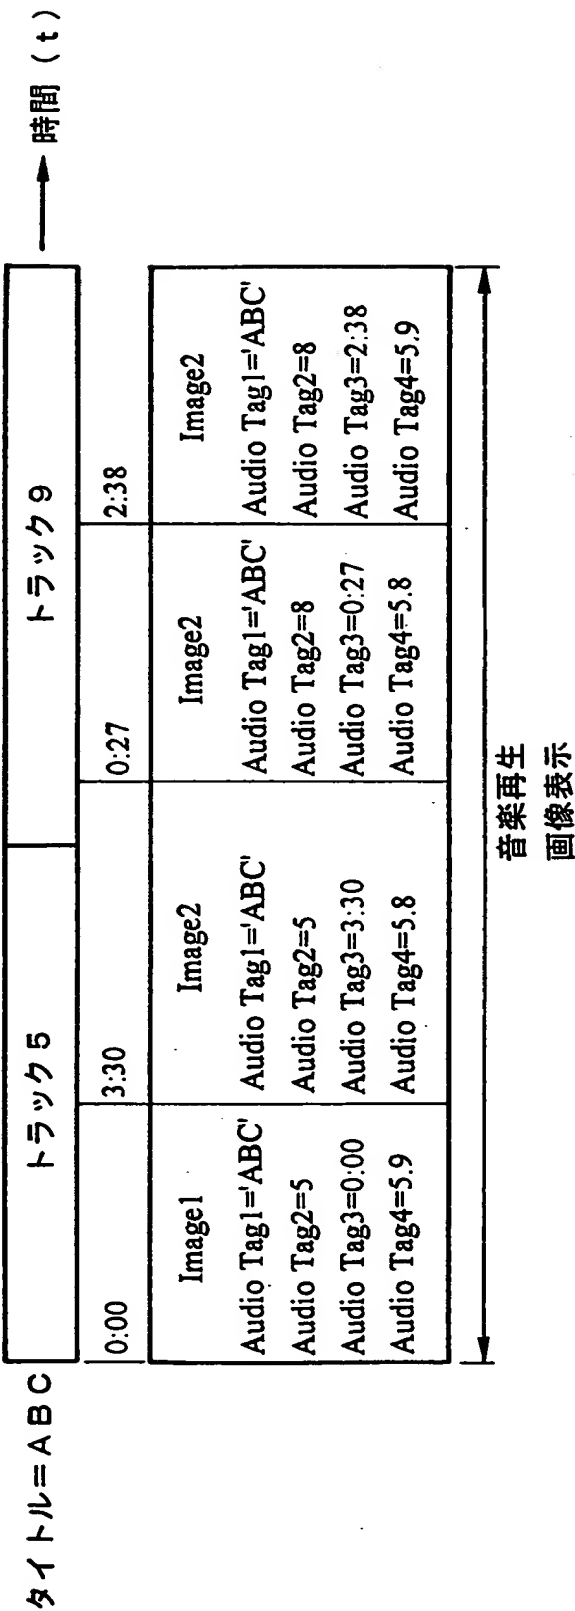 タイトル=ABC
トラック5
トラック9
時間(t)
0:00
3:30
0:27
2:38
Image1
Audio Tag1='ABC'
Audio Tag2=5
Audio Tag3=0:00
Audio Tag4=5.9
Image2
Audio Tag1='ABC'
Audio Tag2=5
Audio Tag3=3:30
Audio Tag4=5.8
Image2
Audio Tag1='ABC'
Audio Tag2=8
Audio Tag3=0:27
Audio Tag4=5.8
Image2
Audio Tag1='ABC'
Audio Tag2=8
Audio Tag3=2:38
Audio Tag4=5.9
音楽再生
画像表示